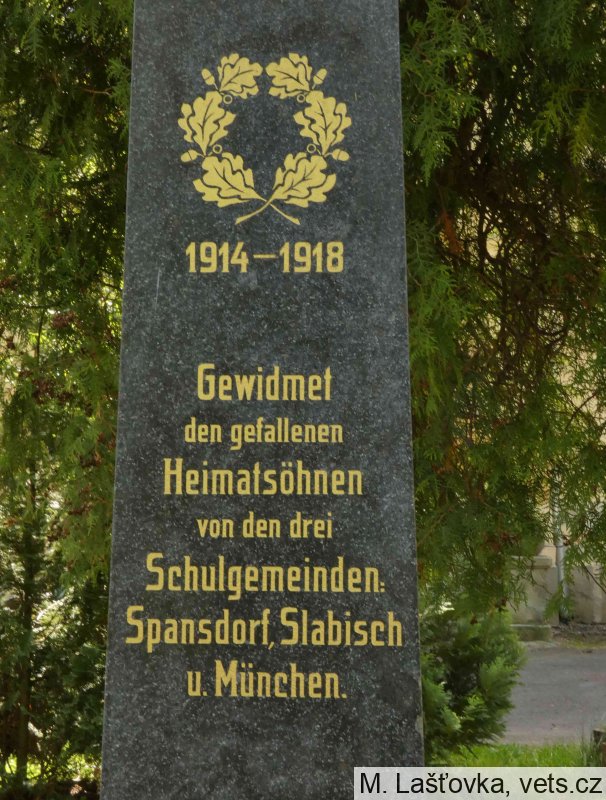 1914–1918
Gewidmet
den gefallenen
Heimatsöhnen
von den drei
Schulgemeinden:
Spansdorf, Slabisch
u. München.
M. Lašťovka, vets.cz